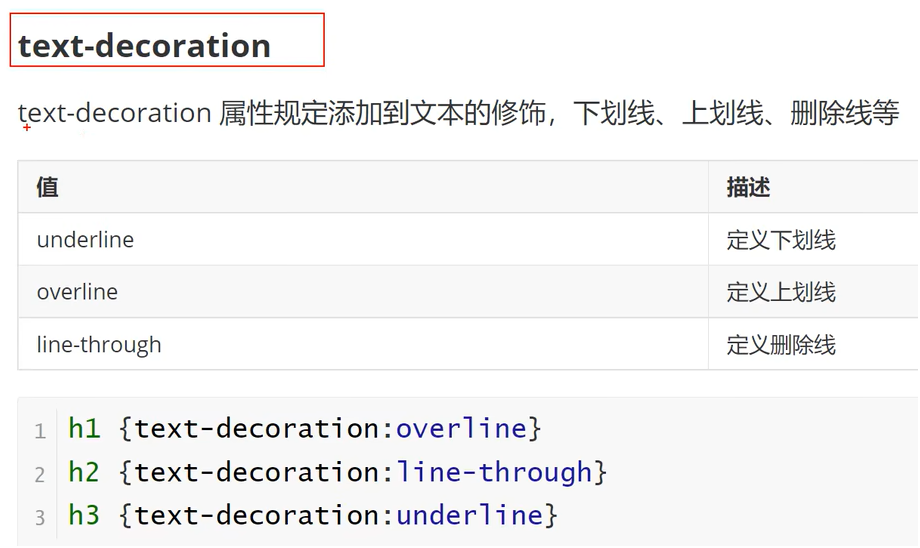 text-decoration
text-decoration 属性规定添加到文本的修饰，下划线、上划线、删除线等
值 描述
underline 定义下划线
overline 定义上划线
line-through 定义删除线
1 h1 {text-decoration:overline}
2 h2 {text-decoration:line-through}
3 h3 {text-decoration:underline}